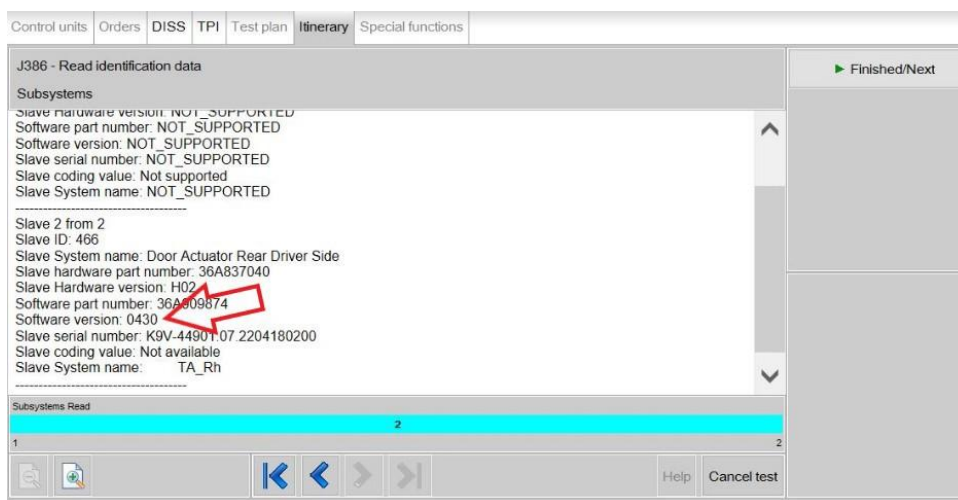 Control units Orders DISS TPI Test plan Itinerary Special functions
J386 - Read identification data
Finished/Next
Subsystems
Slave Hardware version: NOT_SUPPORTED
Software part number: NOT_SUPPORTED
Software version: NOT_SUPPORTED
Slave serial number: NOT_SUPPORTED
Slave coding value: Not supported
Slave System name: NOT_SUPPORTED
-------------------------------------
Slave 2 from 2
Slave ID: 466
Slave System name: Door Actuator Rear Driver Side
Slave hardware part number: 36A837040
Slave Hardware version: H02
Software part number: 36A909874
Software version: 0430
Slave serial number: K9V-44901.07.2204180200
Slave coding value: Not available
Slave System name: TA_Rh
-------------------------------------
Subsystems Read
2
1 2
Help Cancel test